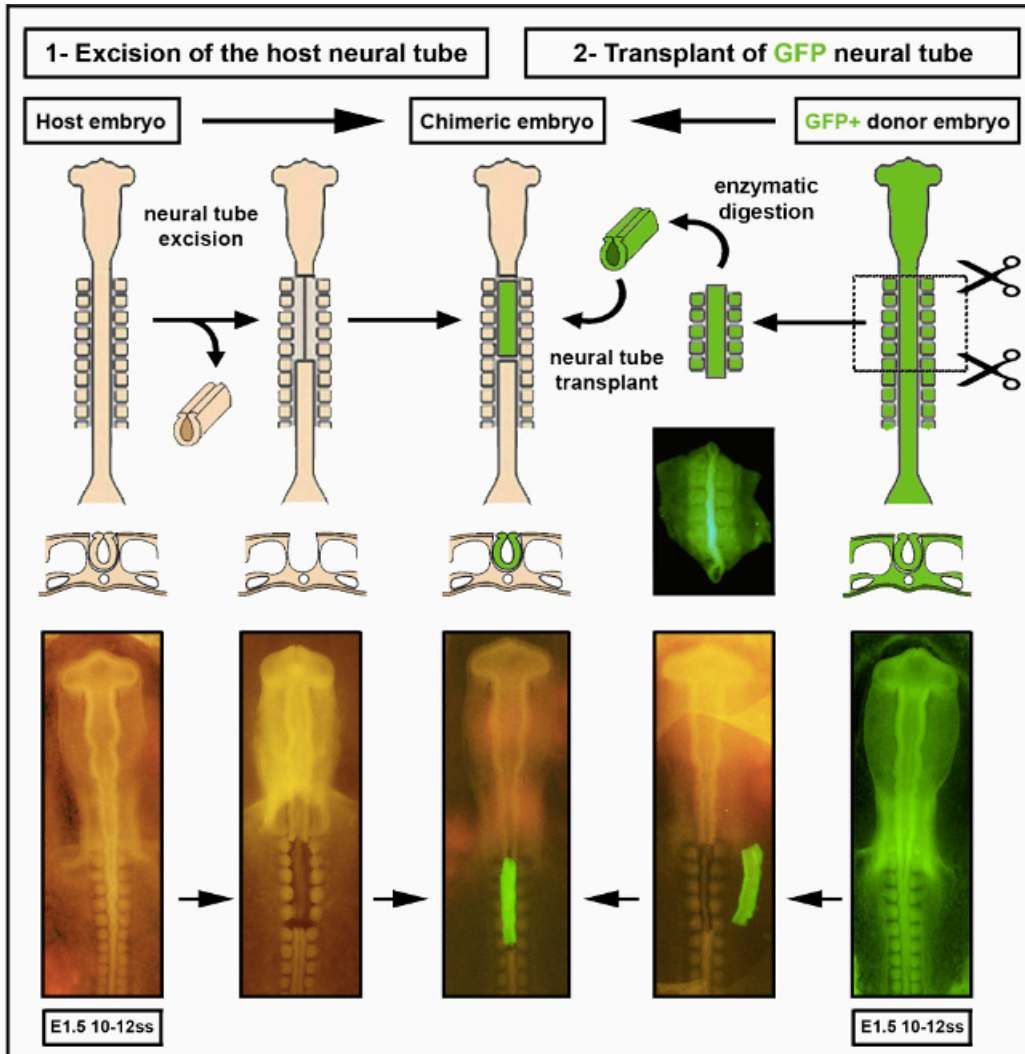 1- Excision of the host neural tube
2- Transplant of GFP neural tube
Host embryo
Chimeric embryo
GFP+ donor embryo
neural tube
excision
enzymatic
digestion
neural tube
transplant
E1.5 10-12ss
E1.5 10-12ss